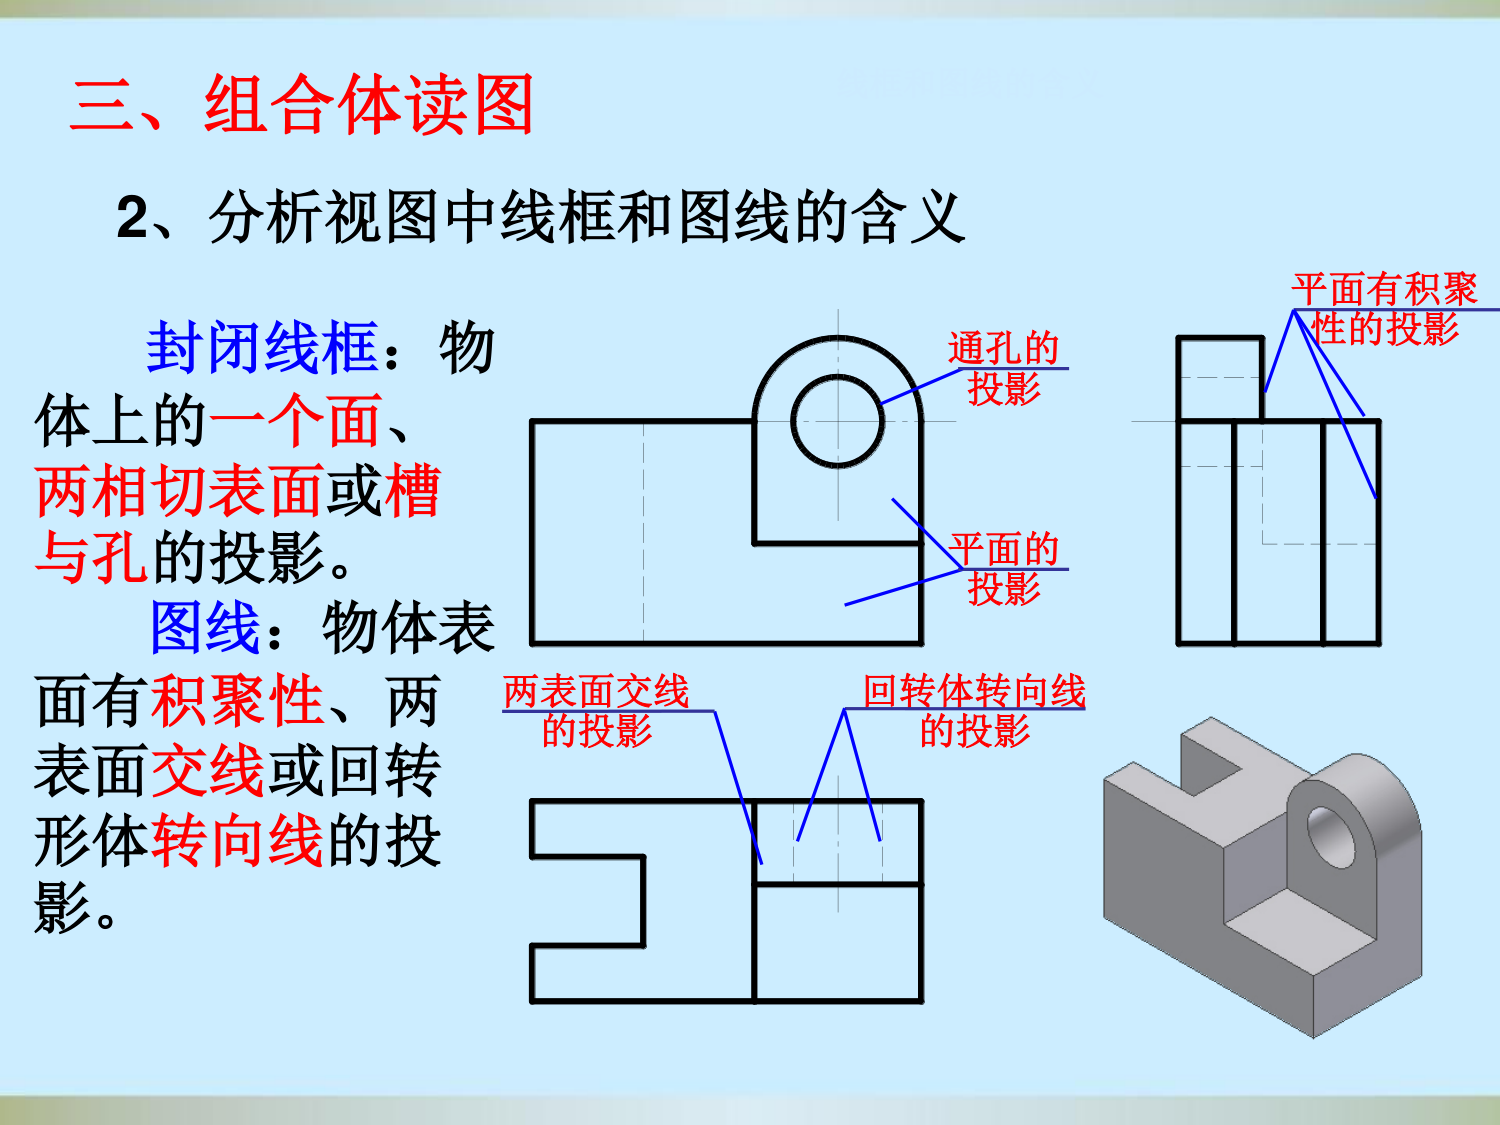 三、组合体读图
2、分析视图中线框和图线的含义
封闭线框：物
体上的一个面、
两相切表面或槽
与孔的投影。
图线：物体表
面有积聚性、两
表面交线或回转
形体转向线的投
影。
通孔的
投影
平面有积聚
性的投影
平面的
投影
两表面交线
的投影
回转体转向线
的投影